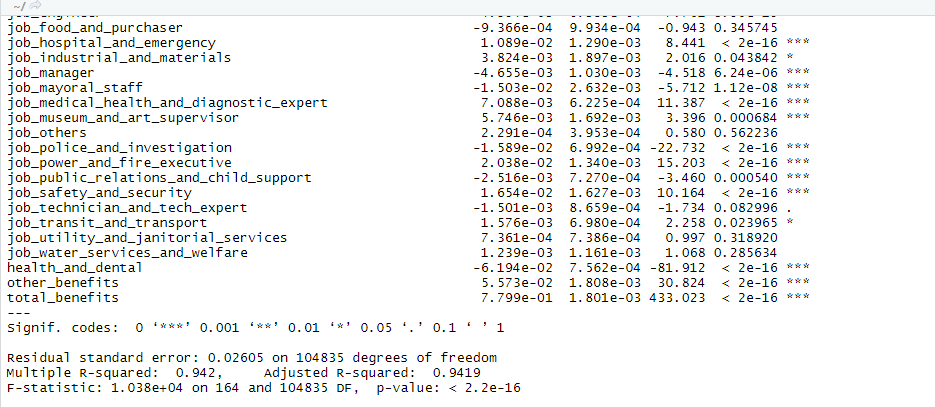 ~/
job_food_and_purchaser -9.366e-04 9.934e-04 -0.943 0.345745
job_hospital_and_emergency 1.089e-02 1.290e-03 8.441 < 2e-16 ***
job_industrial_and_materials 3.824e-03 1.897e-03 2.016 0.043842 *
job_manager -4.655e-03 1.030e-03 -4.518 6.24e-06 ***
job_mayoral_staff -1.503e-02 2.632e-03 -5.712 1.12e-08 ***
job_medical_health_and_diagnostic_expert 7.088e-03 6.225e-04 11.387 < 2e-16 ***
job_museum_and_art_supervisor 5.746e-03 1.692e-03 3.396 0.000684 ***
job_others 2.291e-04 3.953e-04 0.580 0.562236
job_police_and_investigation -1.589e-02 6.992e-04 -22.732 < 2e-16 ***
job_power_and_fire_executive 2.038e-02 1.340e-03 15.203 < 2e-16 ***
job_public_relations_and_child_support -2.516e-03 7.270e-04 -3.460 0.000540 ***
job_safety_and_security 1.654e-02 1.627e-03 10.164 < 2e-16 ***
job_technician_and_tech_expert -1.501e-03 8.659e-04 -1.734 0.082996 .
job_transit_and_transport 1.576e-03 6.980e-04 2.258 0.023965 *
job_utility_and_janitorial_services 7.361e-04 7.386e-04 0.997 0.318920
job_water_services_and_welfare 1.239e-03 1.161e-03 1.068 0.285634
health_and_dental -6.194e-02 7.562e-04 -81.912 < 2e-16 ***
other_benefits 5.573e-02 1.808e-03 30.824 < 2e-16 ***
total_benefits 7.799e-01 1.801e-03 433.023 < 2e-16 ***
---
Signif. codes: 0 ‘***’ 0.001 ‘**’ 0.01 ‘*’ 0.05 ‘.’ 0.1 ‘ ’ 1
Residual standard error: 0.02605 on 104835 degrees of freedom
Multiple R-squared: 0.942, Adjusted R-squared: 0.9419
F-statistic: 1.038e+04 on 164 and 104835 DF, p-value: < 2.2e-16